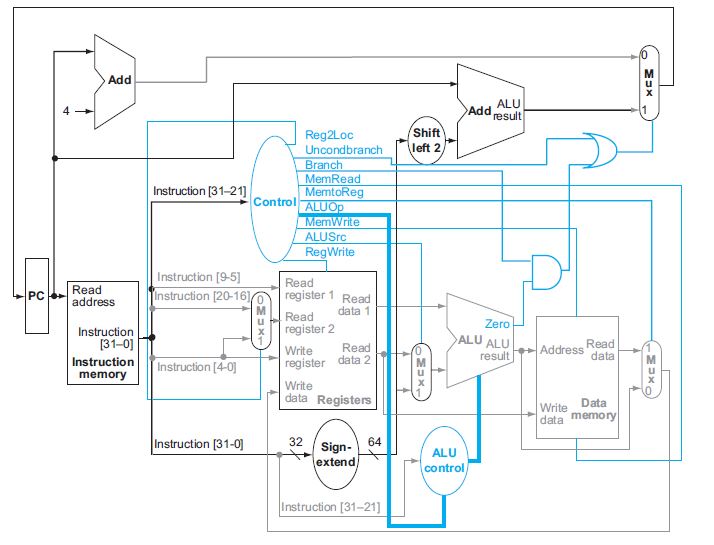 Add
4
Add ALU
result
0
M
u
x
1
Shift
left 2
Reg2Loc
Uncondbranch
Branch
MemRead
MemtoReg
ALUOp
MemWrite
ALUSrc
RegWrite
Instruction [31–21]
Control
PC
Read
address
Instruction
[31–0]
Instruction
memory
Instruction [9-5]
Instruction [20-16]
Instruction [4-0]
0
M
u
x
1
Read
register 1
Read
data 1
Read
register 2
Write
register
Read
data 2
Write
data
Registers
0
M
u
x
1
Zero
ALU ALU
result
Address
Read
data
Write
data
Data
memory
1
M
u
x
0
Instruction [31-0]
32
Sign-
extend
64
ALU
control
Instruction [31–21]